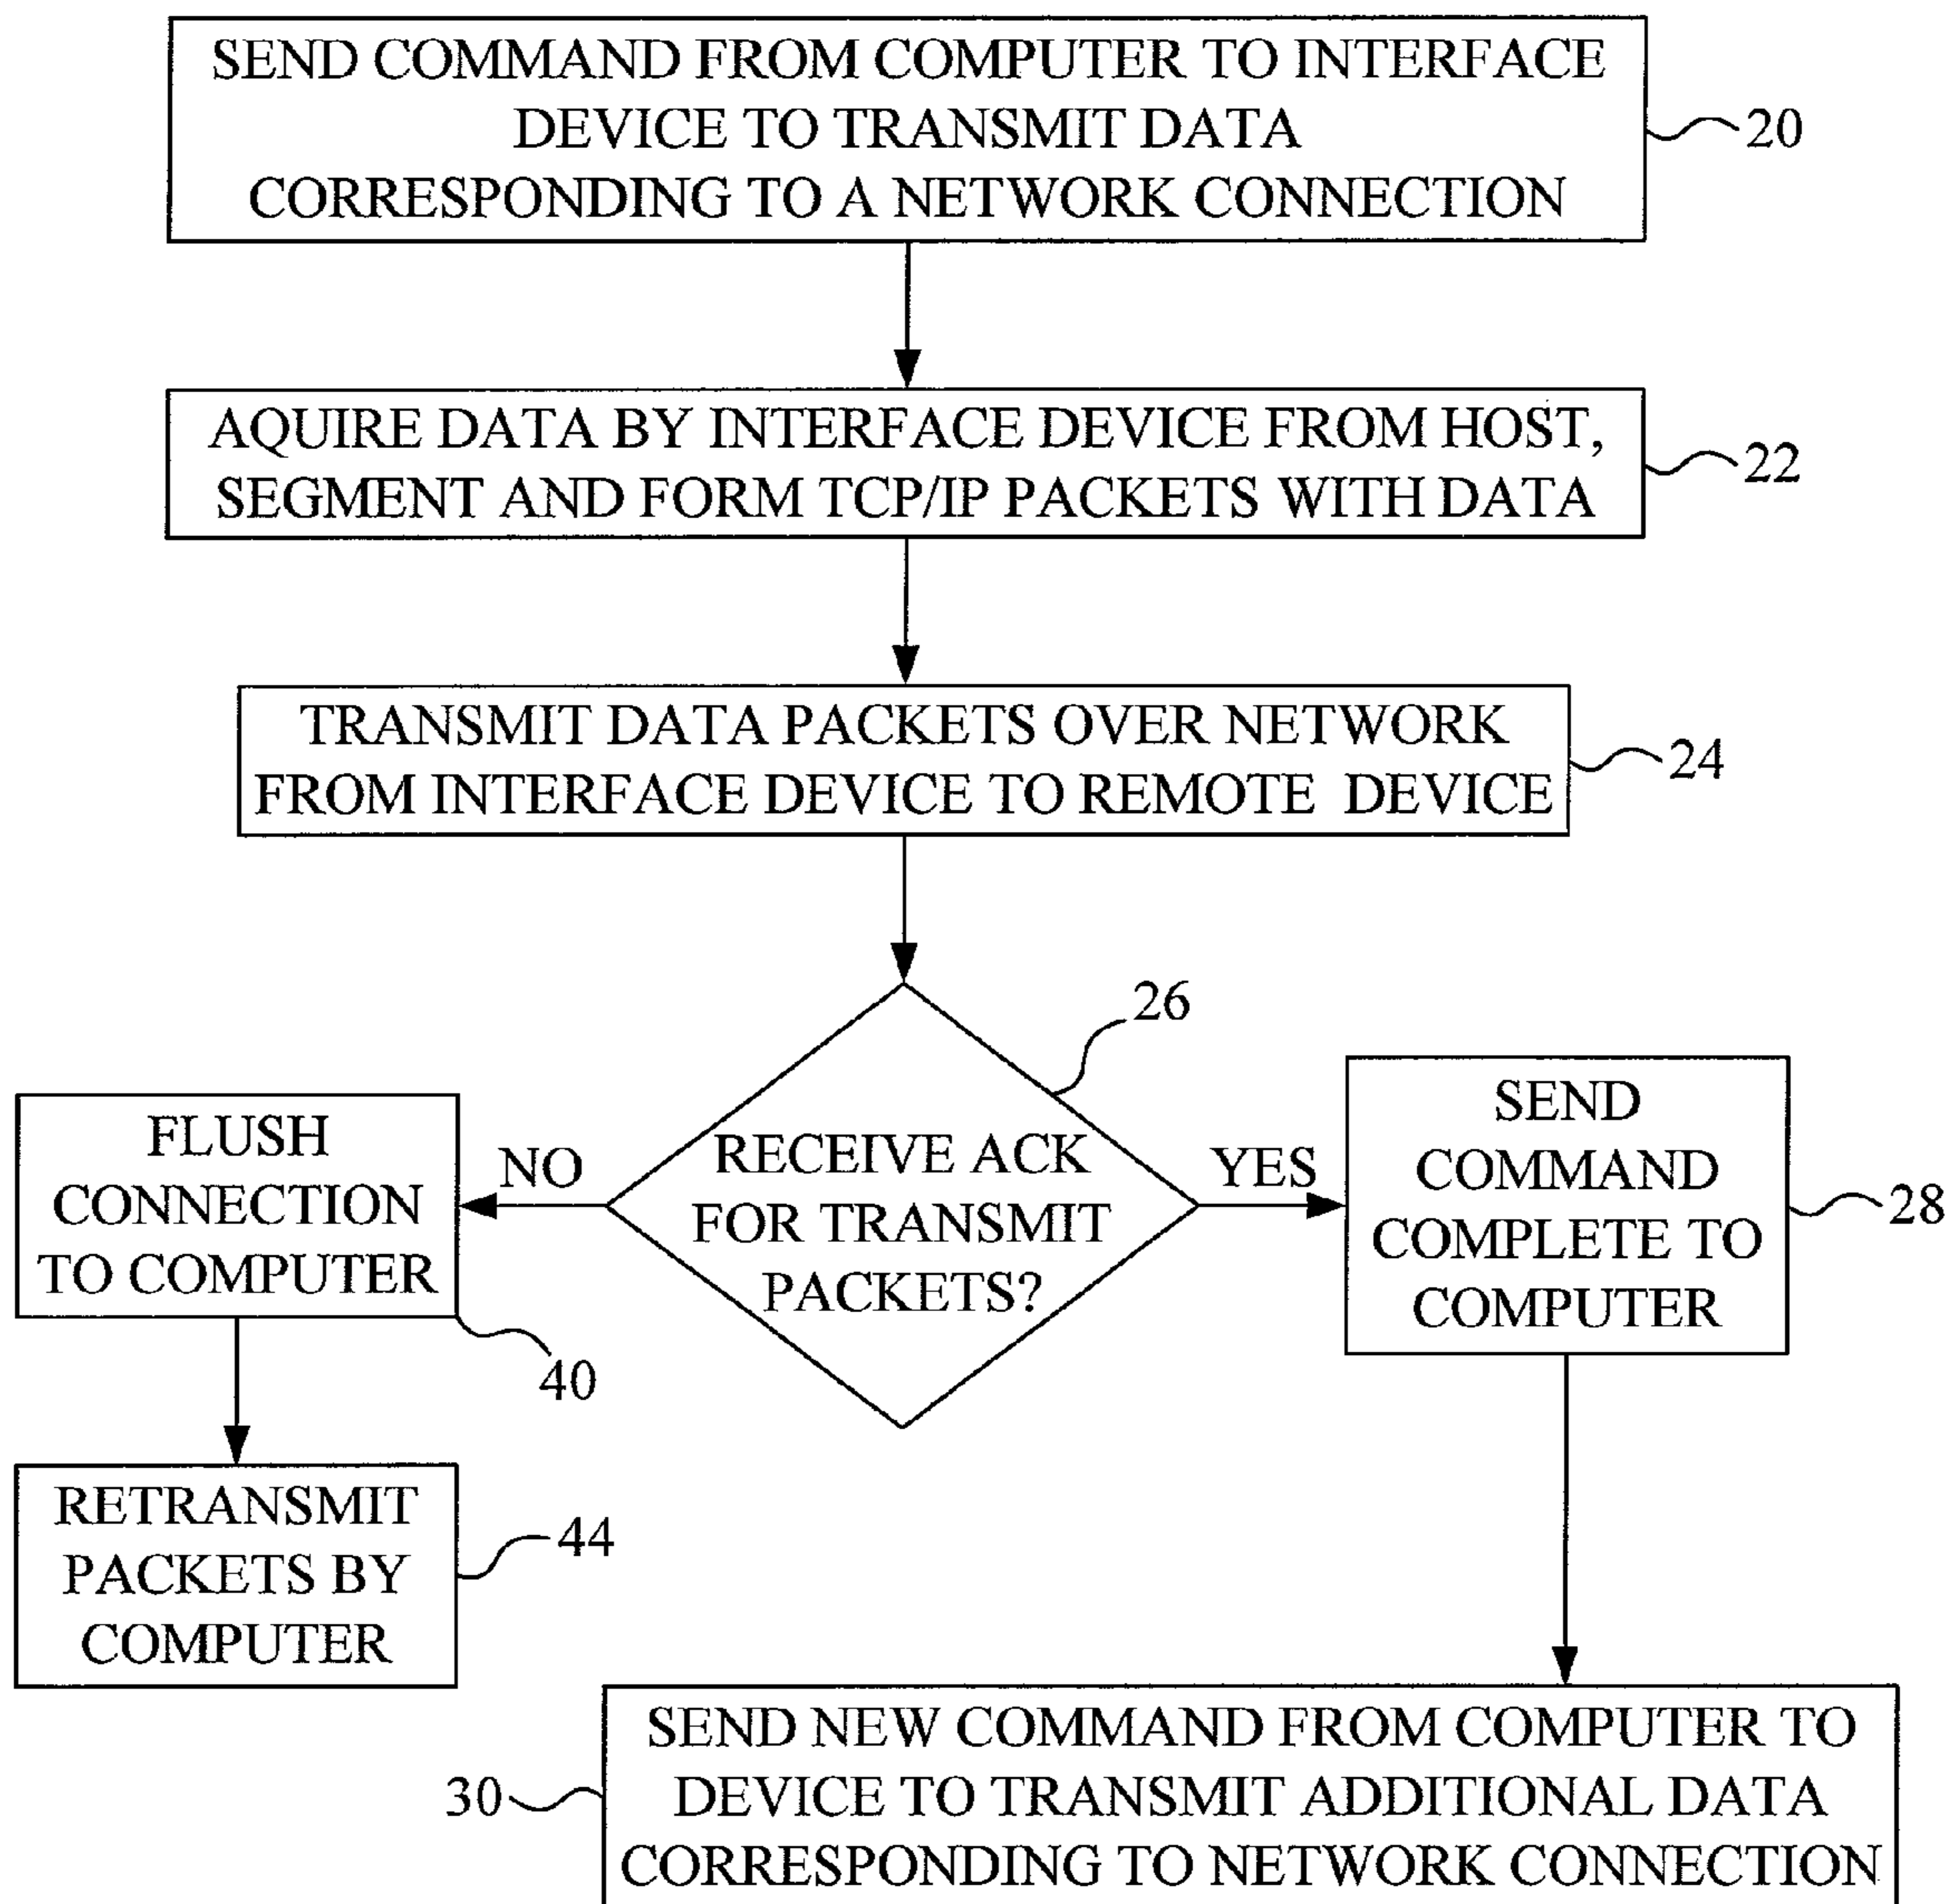 SEND COMMAND FROM COMPUTER TO INTERFACE
DEVICE TO TRANSMIT DATA
CORRESPONDING TO A NETWORK CONNECTION
20
AQUIRE DATA BY INTERFACE DEVICE FROM HOST,
SEGMENT AND FORM TCP/IP PACKETS WITH DATA
22
TRANSMIT DATA PACKETS OVER NETWORK
FROM INTERFACE DEVICE TO REMOTE DEVICE
24
26
RECEIVE ACK
FOR TRANSMIT
PACKETS?
NO
FLUSH
CONNECTION
TO COMPUTER
40
RETRANSMIT
PACKETS BY
COMPUTER
44
YES
SEND
COMMAND
COMPLETE TO
COMPUTER
28
SEND NEW COMMAND FROM COMPUTER TO
DEVICE TO TRANSMIT ADDITIONAL DATA
CORRESPONDING TO NETWORK CONNECTION
30